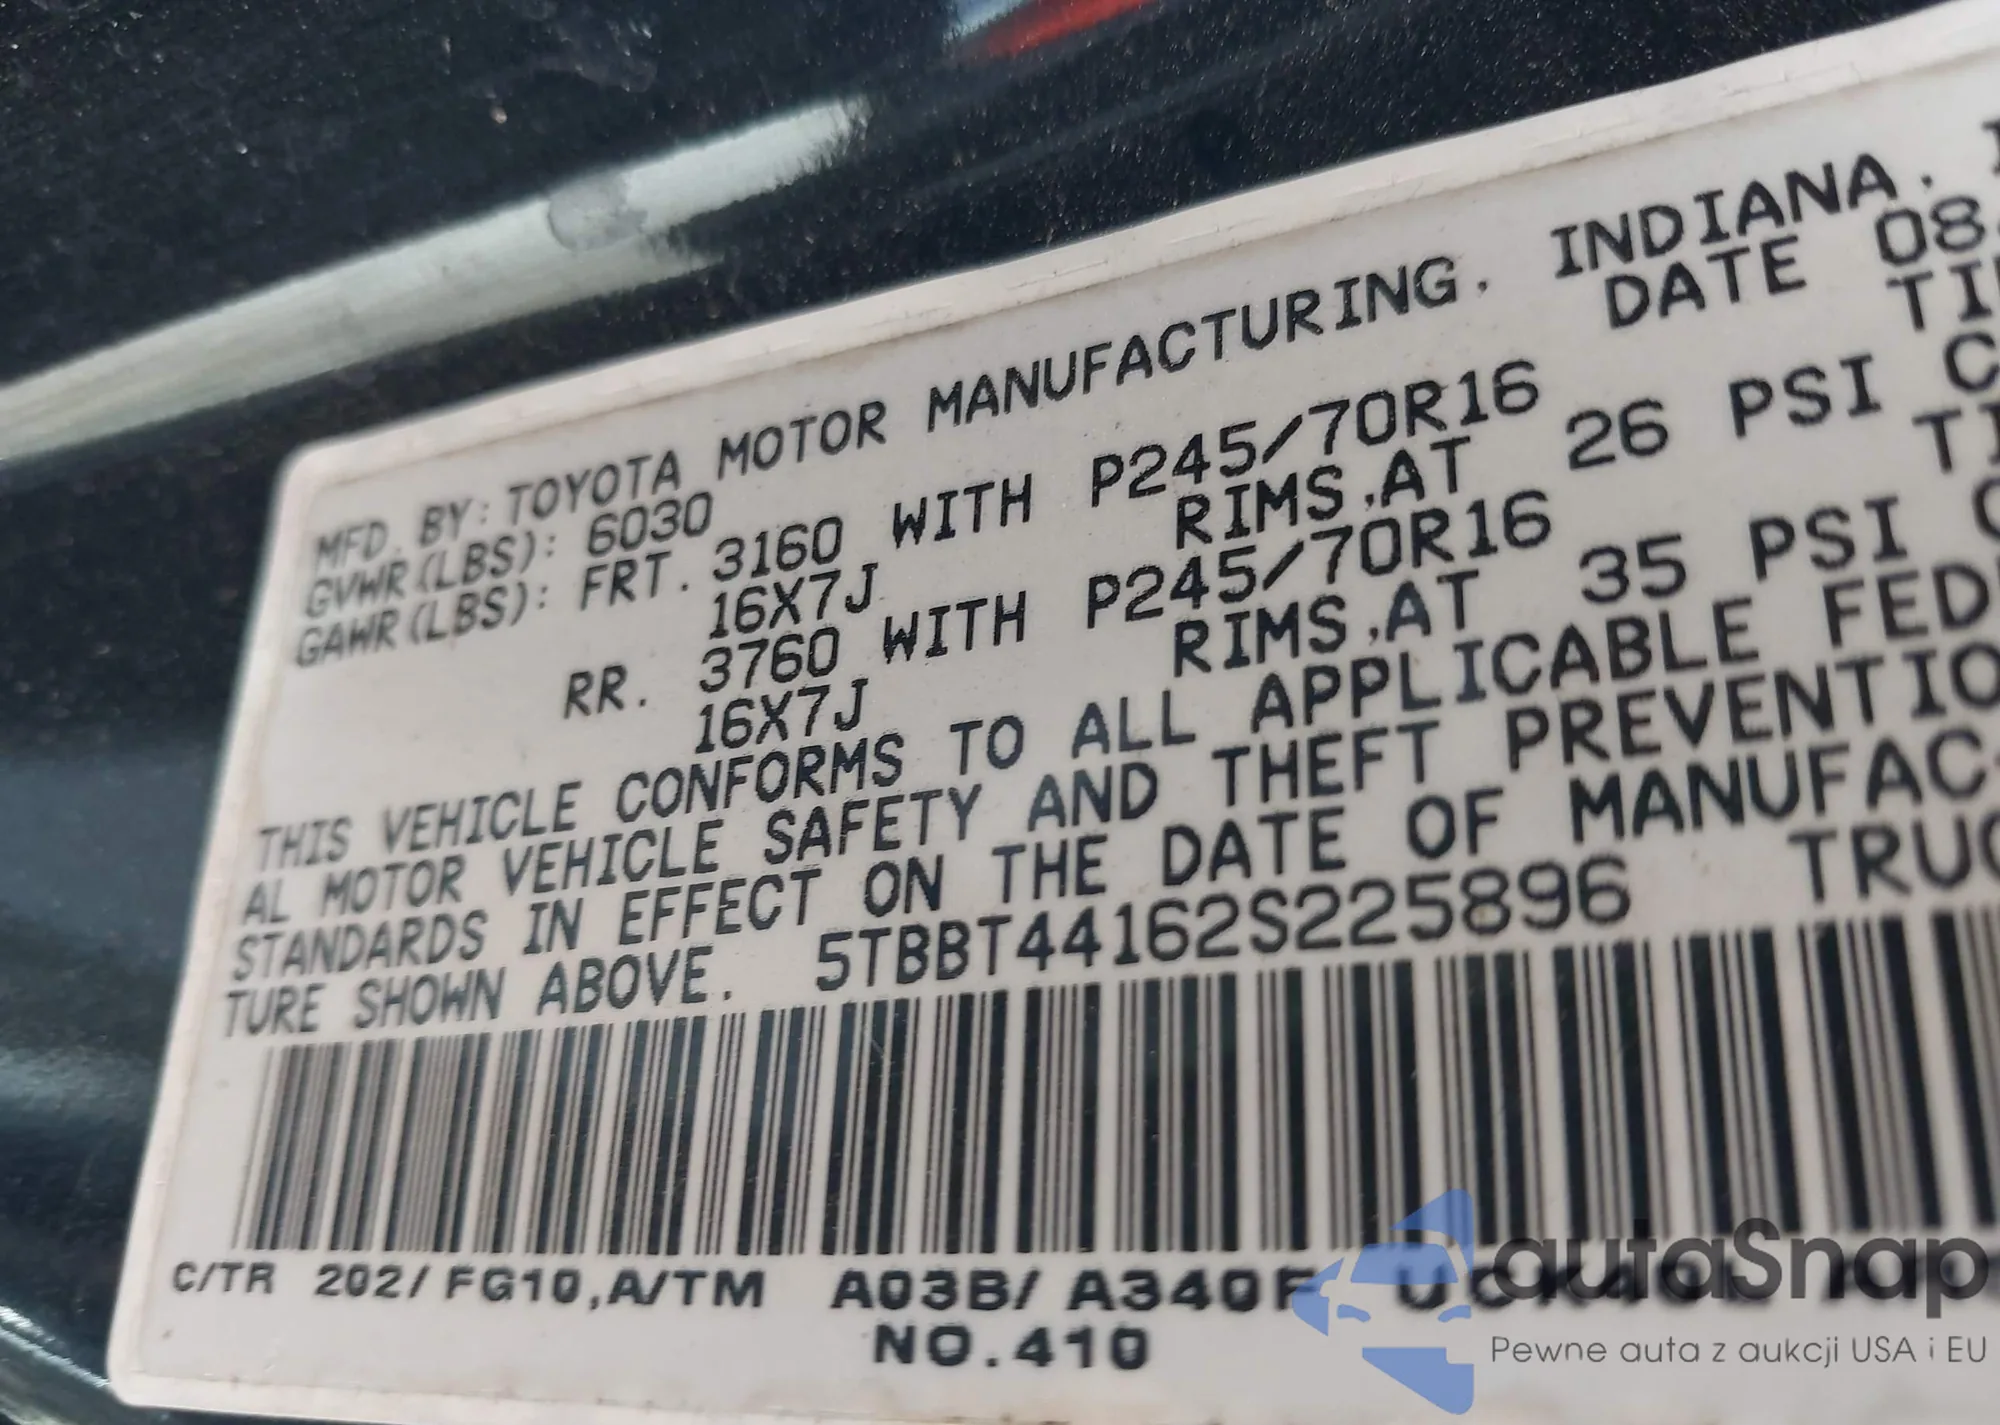 MFD. BY: TOYOTA MOTOR MANUFACTURING, INDIANA.
GVWR(LBS): 6030 DATE 08
GAWR(LBS): FRT. 3160 WITH P245/70R16
16X7J RIMS,AT 26 PSI C
RR. 3760 WITH P245/70R16
16X7J RIMS,AT 35 PSI C
THIS VEHICLE CONFORMS TO ALL APPLICABLE FED
AL MOTOR VEHICLE SAFETY AND THEFT PREVENTIO
STANDARDS IN EFFECT ON THE DATE OF MANUFAC-
TURE SHOWN ABOVE. 5TBBT44162S225896 TRUC
C/TR 202/FG10,A/TM A03B/A340F
NO.410
autaSnap
Pewne auta z aukcji USA i EU